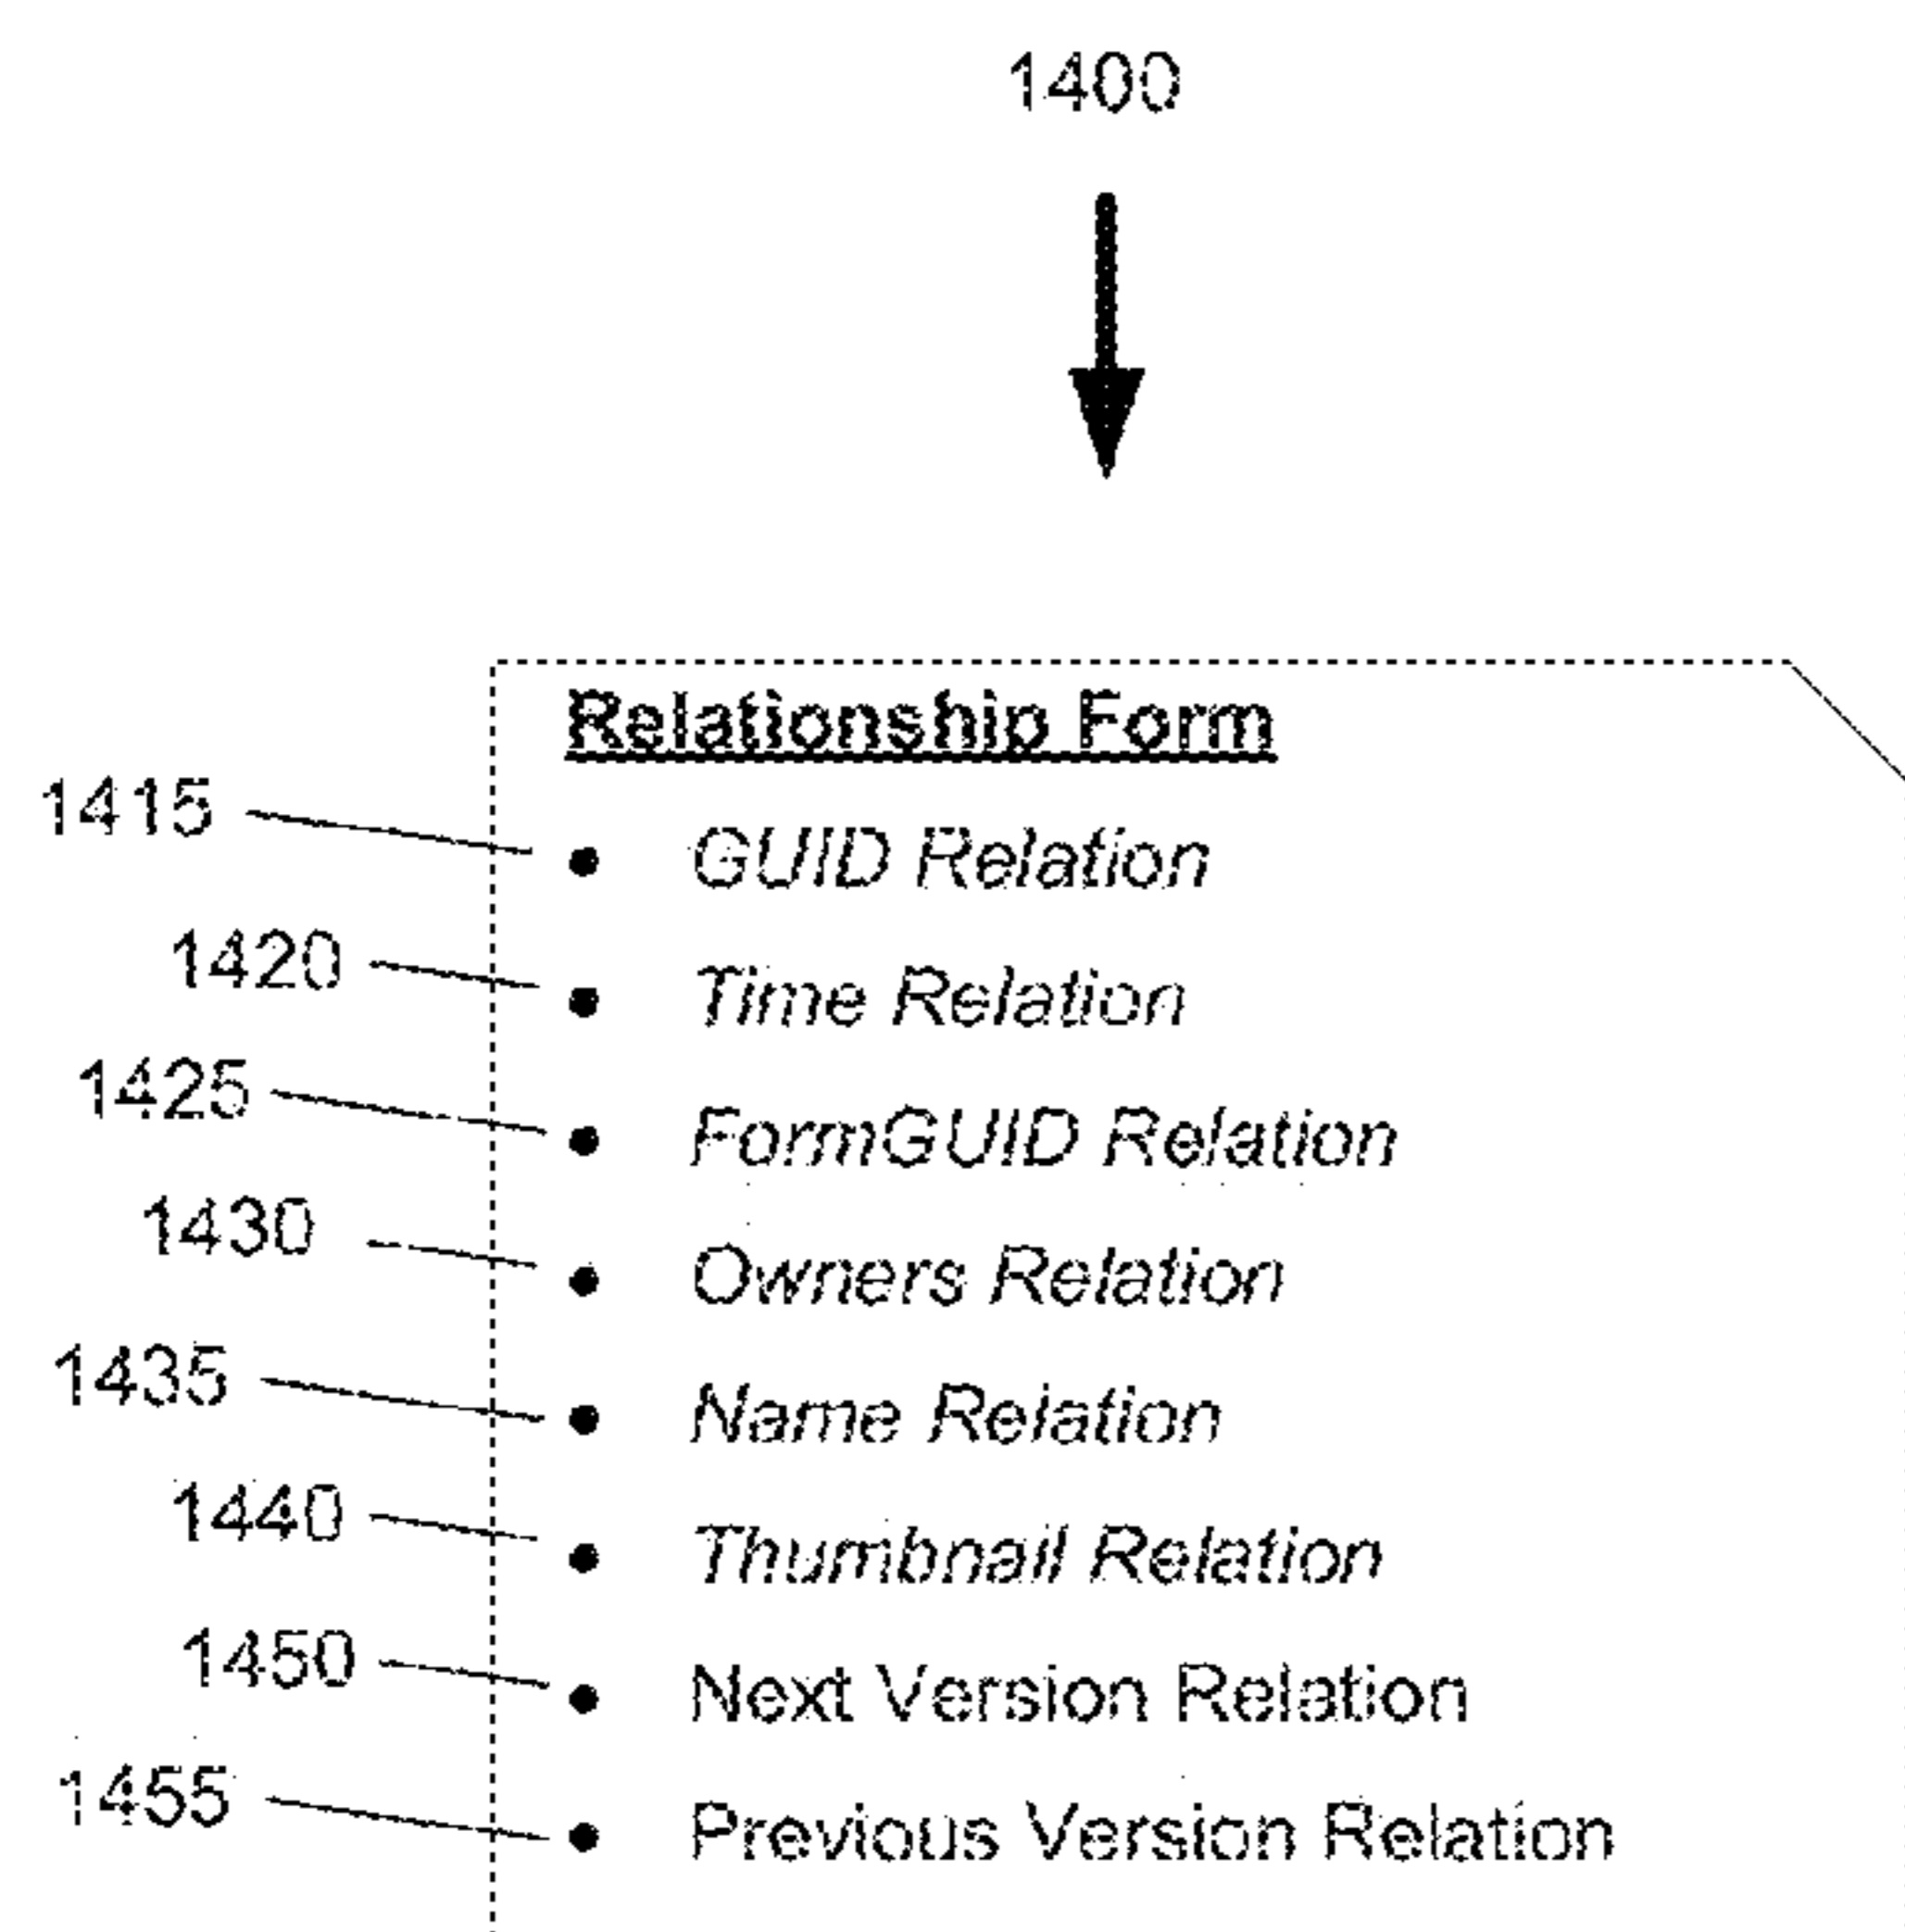 1400
Relationship Form
1415 • GUID Relation
1420 • Time Relation
1425 • FormGUID Relation
1430 • Owners Relation
1435 • Name Relation
1440 • Thumbnail Relation
1450 • Next Version Relation
1455 • Previous Version Relation